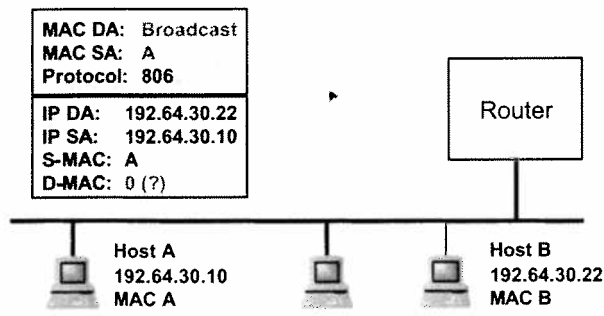 MAC DA: Broadcast
MAC SA: A
Protocol: 806
IP DA: 192.64.30.22
IP SA: 192.64.30.10
S-MAC: A
D-MAC: 0 (?)
Router
Host A
192.64.30.10
MAC A
Host B
192.64.30.22
MAC B